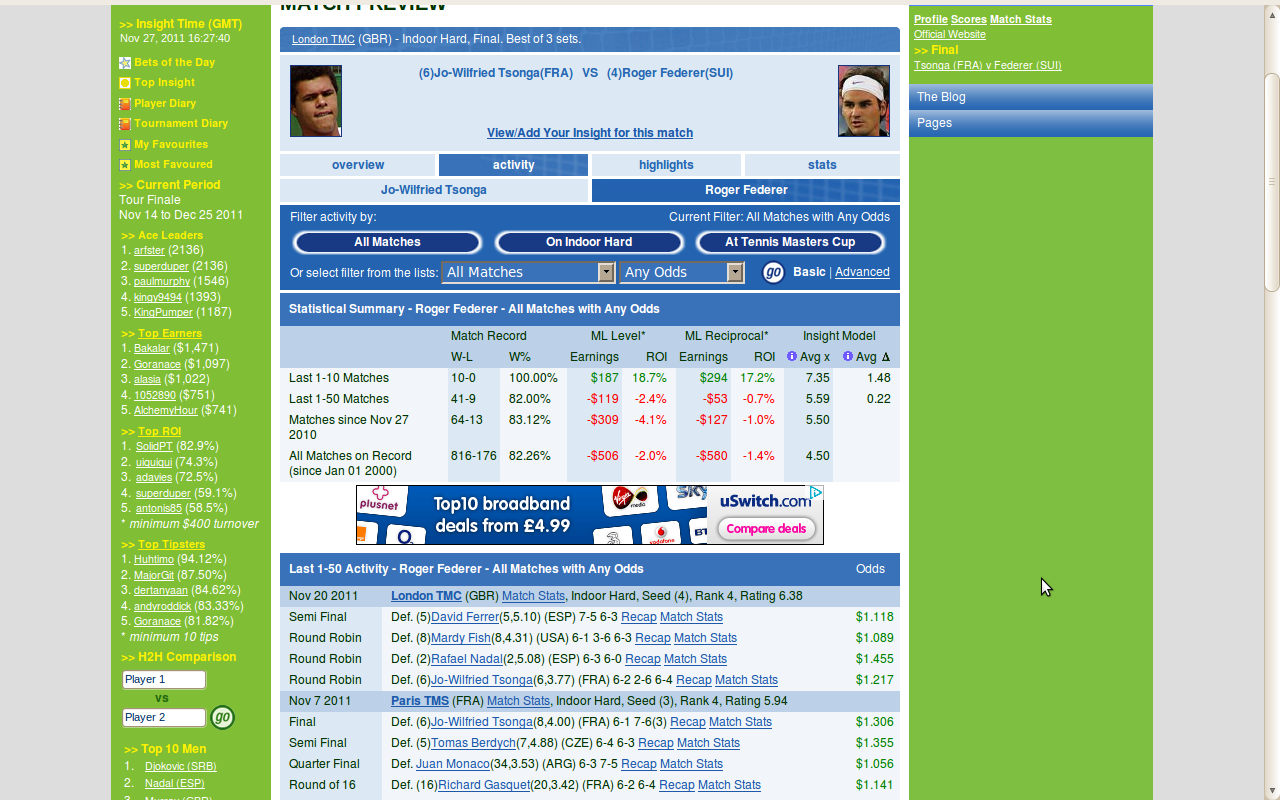 MATCH PREVIEW
>> Insight Time (GMT)
Nov 27, 2011 16:27:40
Bets of the Day
Top Insight
Player Diary
Tournament Diary
My Favourites
Most Favoured
>> Current Period
Tour Finale
Nov 14 to Dec 25 2011
>> Ace Leaders
1. arfster (2136)
2. superduper (2136)
3. paulmurphy (1546)
4. kingy9494 (1393)
5. KingPumper (1187)
>> Top Earners
1. Bakalar ($1,471)
2. Goranace ($1,097)
3. alasia ($1,022)
4. 1052890 ($751)
5. AlchemyHour ($741)
>> Top ROI
1. SolidPT (82.9%)
2. uiquiqui (74.3%)
3. adavies (72.5%)
4. superduper (59.1%)
5. antonis85 (58.5%)
* minimum $400 turnover
>> Top Tipsters
1. Huhtimo (94.12%)
2. MajorGit (87.50%)
3. dertanyaan (84.62%)
4. andyroddick (83.33%)
5. Goranace (81.82%)
* minimum 10 tips
>> H2H Comparison
Player 1
vs
Player 2 go
>> Top 10 Men
1. Djokovic (SRB)
2. Nadal (ESP)
3. Murray (GBR)
London TMC (GBR) - Indoor Hard, Final. Best of 3 sets.
(6)Jo-Wilfried Tsonga(FRA) VS (4)Roger Federer(SUI)
View/Add Your Insight for this match
overview activity highlights stats
Jo-Wilfried Tsonga Roger Federer
Filter activity by: Current Filter: All Matches with Any Odds
All Matches On Indoor Hard At Tennis Masters Cup
Or select filter from the lists: All Matches Any Odds go Basic | Advanced
Statistical Summary - Roger Federer - All Matches with Any Odds
Match Record ML Level* ML Reciprocal* Insight Model
W-L W% Earnings ROI Earnings ROI Avg x Avg Δ
Last 1-10 Matches 10-0 100.00% $187 18.7% $294 17.2% 7.35 1.48
Last 1-50 Matches 41-9 82.00% -$119 -2.4% -$53 -0.7% 5.59 0.22
Matches since Nov 27 2010 64-13 83.12% -$309 -4.1% -$127 -1.0% 5.50
All Matches on Record (since Jan 01 2000) 816-176 82.26% -$506 -2.0% -$580 -1.4% 4.50
plusnet O2 Top10 broadband deals from £4.99 Virgin media SKY 3 vodafone BT uSwitch.com Compare deals
Last 1-50 Activity - Roger Federer - All Matches with Any Odds Odds
Nov 20 2011 London TMC (GBR) Match Stats, Indoor Hard, Seed (4), Rank 4, Rating 6.38
Semi Final Def. (5)David Ferrer(5,5.10) (ESP) 7-5 6-3 Recap Match Stats $1.118
Round Robin Def. (8)Mardy Fish(8,4.31) (USA) 6-1 3-6 6-3 Recap Match Stats $1.089
Round Robin Def. (2)Rafael Nadal(2,5.08) (ESP) 6-3 6-0 Recap Match Stats $1.455
Round Robin Def. (6)Jo-Wilfried Tsonga(6,3.77) (FRA) 6-2 2-6 6-4 Recap Match Stats $1.217
Nov 7 2011 Paris TMS (FRA) Match Stats, Indoor Hard, Seed (3), Rank 4, Rating 5.94
Final Def. (6)Jo-Wilfried Tsonga(8,4.00) (FRA) 6-1 7-6(3) Recap Match Stats $1.306
Semi Final Def. (5)Tomas Berdych(7,4.88) (CZE) 6-4 6-3 Recap Match Stats $1.355
Quarter Final Def. Juan Monaco(34,3.53) (ARG) 6-3 7-5 Recap Match Stats $1.056
Round of 16 Def. (16)Richard Gasquet(20,3.42) (FRA) 6-2 6-4 Recap Match Stats $1.141
Profile Scores Match Stats
Official Website
>> Final
Tsonga (FRA) v Federer (SUI)
The Blog
Pages